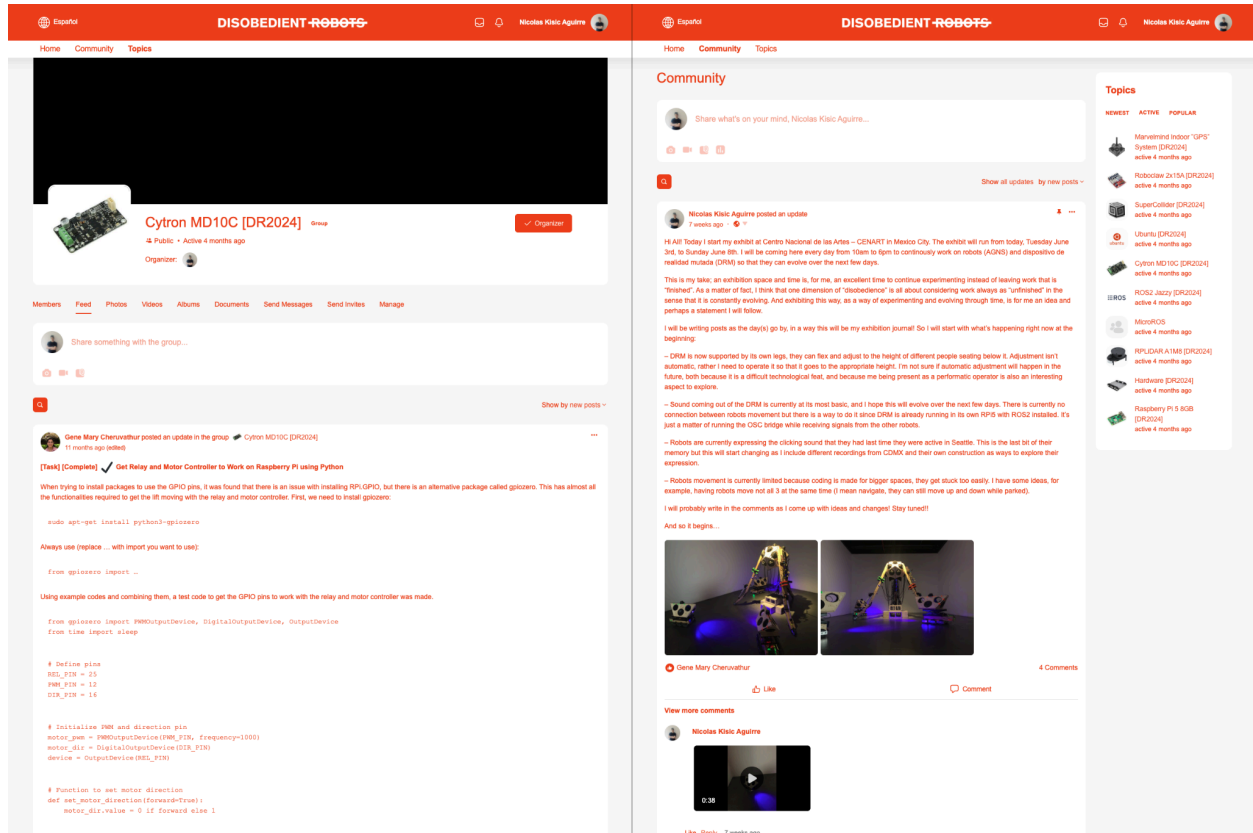 Español
DISOBEDIENT ROBOTS
Nicolas Kisic Aguirre
Home Community Topics
Cytron MD10C [DR2024] Group
Public • Active 4 months ago
Organizer:
Organizer
Members Feed Photos Videos Albums Documents Send Messages Send Invites Manage
Share something with the group...
Show by new posts
Gene Mary Cheruvathur posted an update in the group Cytron MD10C [DR2024]
11 months ago (edited)
...
[Task] [Complete] ✓ Get Relay and Motor Controller to Work on Raspberry Pi using Python
When trying to install packages to use the GPIO pins, it was found that there is an issue with installing RPi.GPIO, but there is an alternative package called gpiozero. This has almost all
the functionalities required to get the lift moving with the relay and motor controller. First, we need to install gpiozero:
sudo apt-get install python3-gpiozero
Always use (replace … with import you want to use):
from gpiozero import …
Using example codes and combining them, a test code to get the GPIO pins to work with the relay and motor controller was made.
from gpiozero import PWMOutputDevice, DigitalOutputDevice, OutputDevice
from time import sleep
# Define pins
REL_PIN = 25
PWM_PIN = 12
DIR_PIN = 16
# Initialize PWM and direction pin
motor_pwm = PWMOutputDevice(PWM_PIN, frequency=1000)
motor_dir = DigitalOutputDevice(DIR_PIN)
device = OutputDevice(REL_PIN)
# Function to set motor direction
def set_motor_direction(forward=True):
motor_dir.value = 0 if forward else 1
Español
DISOBEDIENT ROBOTS
Nicolas Kisic Aguirre
Home Community Topics
Community
Share what's on your mind, Nicolas Kisic Aguirre...
Show all updates by new posts
Nicolas Kisic Aguirre posted an update
7 weeks ago
...
Hi All! Today I start my exhibit at Centro Nacional de las Artes – CENART in Mexico City. The exhibit will run from today, Tuesday June
3rd, to Sunday June 8th. I will be coming here every day from 10am to 6pm to continously work on robots (AGNS) and dispositivo de
realidad mutada (DRM) so that they can evolve over the next few days.
This is my take; an exhibition space and time is, for me, an excellent time to continue experimenting instead of leaving work that is
"finished". As a matter of fact, I think that one dimension of "disobedience" is all about considering work always as "unfinished" in the
sense that it is constantly evolving. And exhibiting this way, as a way of experimenting and evolving through time, is for me an idea and
perhaps a statement I will follow.
I will be writing posts as the day(s) go by, in a way this will be my exhibition journal! So I will start with what's happening right now at the
beginning:
– DRM is now supported by its own legs, they can flex and adjust to the height of different people seating below it. Adjustment isn't
automatic, rather I need to operate it so that it goes to the appropriate height. I'm not sure if automatic adjustment will happen in the
future, both because it is a difficult technological feat, and because me being present as a performatic operator is also an interesting
aspect to explore.
– Sound coming out of the DRM is currently at its most basic, and I hope this will evolve over the next few days. There is currently no
connection between robots movement but there is a way to do it since DRM is already running in its own RPi5 with ROS2 installed. It's
just a matter of running the OSC bridge while receiving signals from the other robots.
– Robots are currently expressing the clicking sound that they had last time they were active in Seattle. This is the last bit of their
memory but this will start changing as I include different recordings from CDMX and their own construction as ways to explore their
expression.
– Robots movement is currently limited because coding is made for bigger spaces, they get stuck too easily. I have some ideas, for
example, having robots move not all 3 at the same time (I mean navigate, they can still move up and down while parked).
I will probably write in the comments as I come up with ideas and changes! Stay tuned!!
And so it begins…
Gene Mary Cheruvathur
4 Comments
Like
Comment
View more comments
Nicolas Kisic Aguirre
0:38
Like Reply 7 weeks ago
Topics
NEWEST ACTIVE POPULAR
Marvelmind Indoor "GPS"
System [DR2024]
active 4 months ago
Roboclaw 2x15A [DR2024]
active 4 months ago
SuperCollider [DR2024]
active 4 months ago
ubuntu
Ubuntu [DR2024]
active 4 months ago
Cytron MD10C [DR2024]
active 4 months ago
ROS
ROS2 Jazzy [DR2024]
active 4 months ago
MicroROS
active 4 months ago
RPLIDAR A1M8 [DR2024]
active 4 months ago
Hardware [DR2024]
active 4 months ago
Raspberry Pi 5 8GB
[DR2024]
active 4 months ago